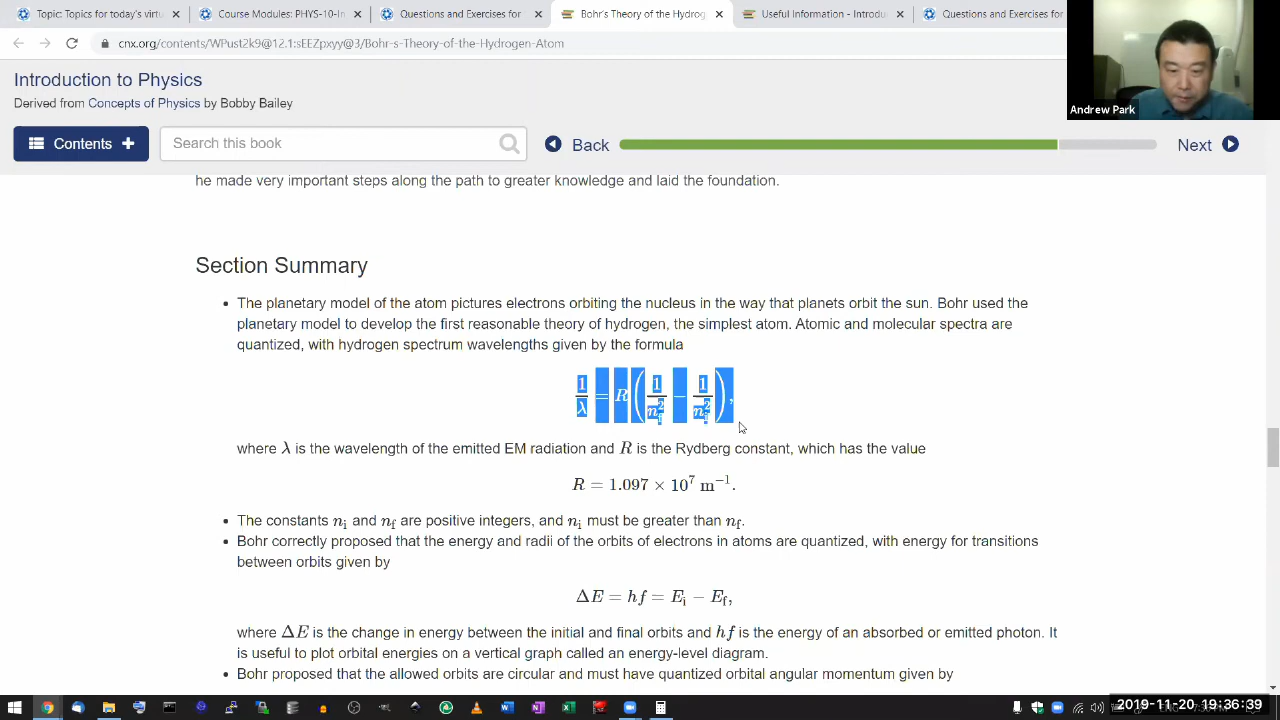 Topic: Topics for today's virt
Course Modules: PHYS-10-In
Questions and Exercises for
Bohr's Theory of the Hydrog
Useful Information - Introdu
Questions and Exercises for
cnx.org/contents/WPust2k9@12.1:sEEZpxyy@3/Bohr-s-Theory-of-the-Hydrogen-Atom
Andrew Park
Introduction to Physics
Derived from Concepts of Physics by Bobby Bailey
Contents +
Search this book
Back
Next
he made very important steps along the path to greater knowledge and laid the foundation.
Section Summary
• The planetary model of the atom pictures electrons orbiting the nucleus in the way that planets orbit the sun. Bohr used the
planetary model to develop the first reasonable theory of hydrogen, the simplest atom. Atomic and molecular spectra are
quantized, with hydrogen spectrum wavelengths given by the formula
1/λ = R(1/n_f² − 1/n_i²),
where λ is the wavelength of the emitted EM radiation and R is the Rydberg constant, which has the value
R = 1.097 × 10⁷ m⁻¹.
• The constants nᵢ and n_f are positive integers, and nᵢ must be greater than n_f.
• Bohr correctly proposed that the energy and radii of the orbits of electrons in atoms are quantized, with energy for transitions
between orbits given by
ΔE = hf = Eᵢ − E_f,
where ΔE is the change in energy between the initial and final orbits and hf is the energy of an absorbed or emitted photon. It
is useful to plot orbital energies on a vertical graph called an energy-level diagram.
• Bohr proposed that the allowed orbits are circular and must have quantized orbital angular momentum given by
2019-11-20 19:36:39